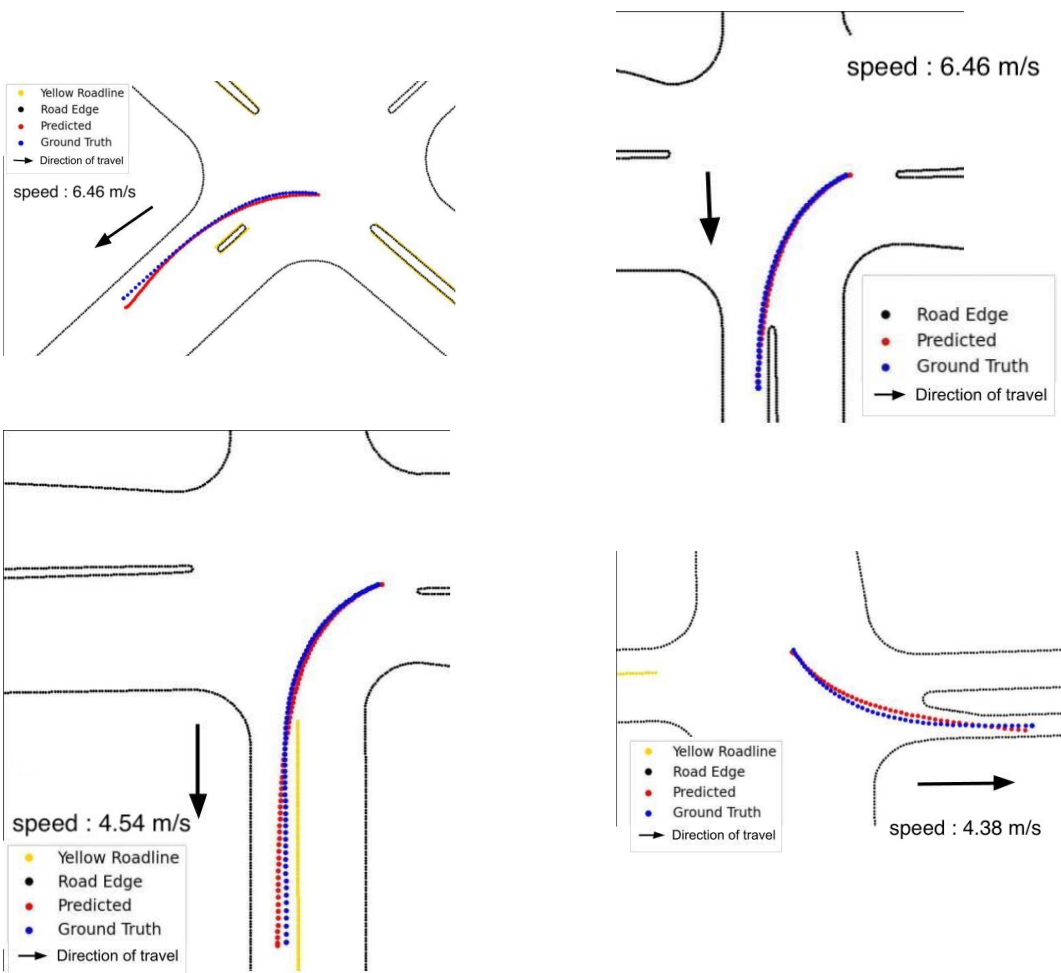 Yellow Roadline
Road Edge
Predicted
Ground Truth
Direction of travel
speed : 6.46 m/s
speed : 6.46 m/s
Road Edge
Predicted
Ground Truth
Direction of travel
speed : 4.54 m/s
Yellow Roadline
Road Edge
Predicted
Ground Truth
Direction of travel
Yellow Roadline
Road Edge
Predicted
Ground Truth
Direction of travel
speed : 4.38 m/s